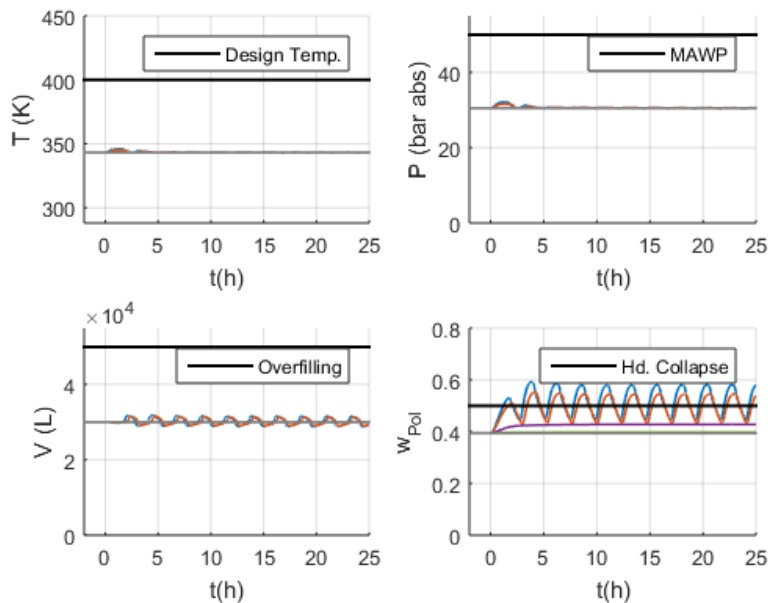 450
400
350
300
T (K)
Design Temp.
0 5 10 15 20 25
t(h)
40
20
0
P (bar abs)
MAWP
0 5 10 15 20 25
t(h)
×10⁴
4
2
0
V (L)
Overfilling
0 5 10 15 20 25
t(h)
0.8
0.6
0.4
0.2
0
w_Pol
Hd. Collapse
0 5 10 15 20 25
t(h)